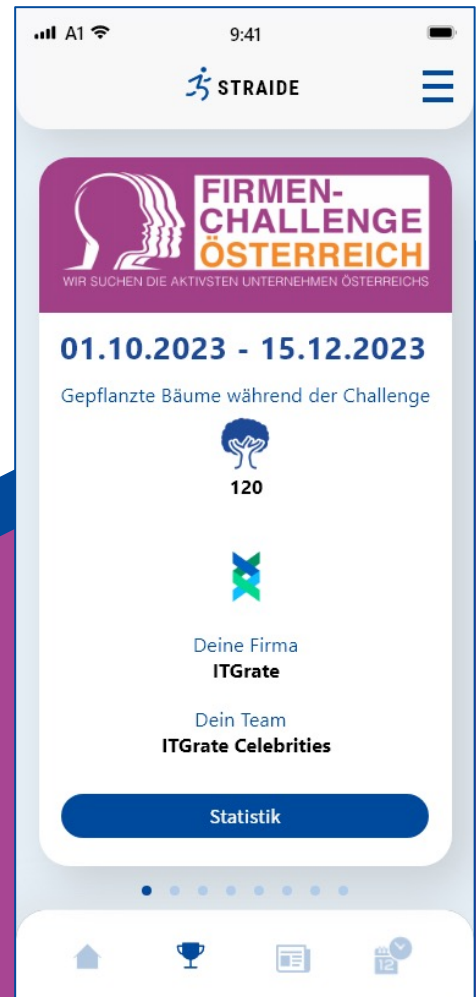 A1
9:41
STRAIDE
FIRMEN-
CHALLENGE
ÖSTERREICH
WIR SUCHEN DIE AKTIVSTEN UNTERNEHMEN ÖSTERREICHS
01.10.2023 - 15.12.2023
Gepflanzte Bäume während der Challenge
120
Deine Firma
ITGrate
Dein Team
ITGrate Celebrities
Statistik
12